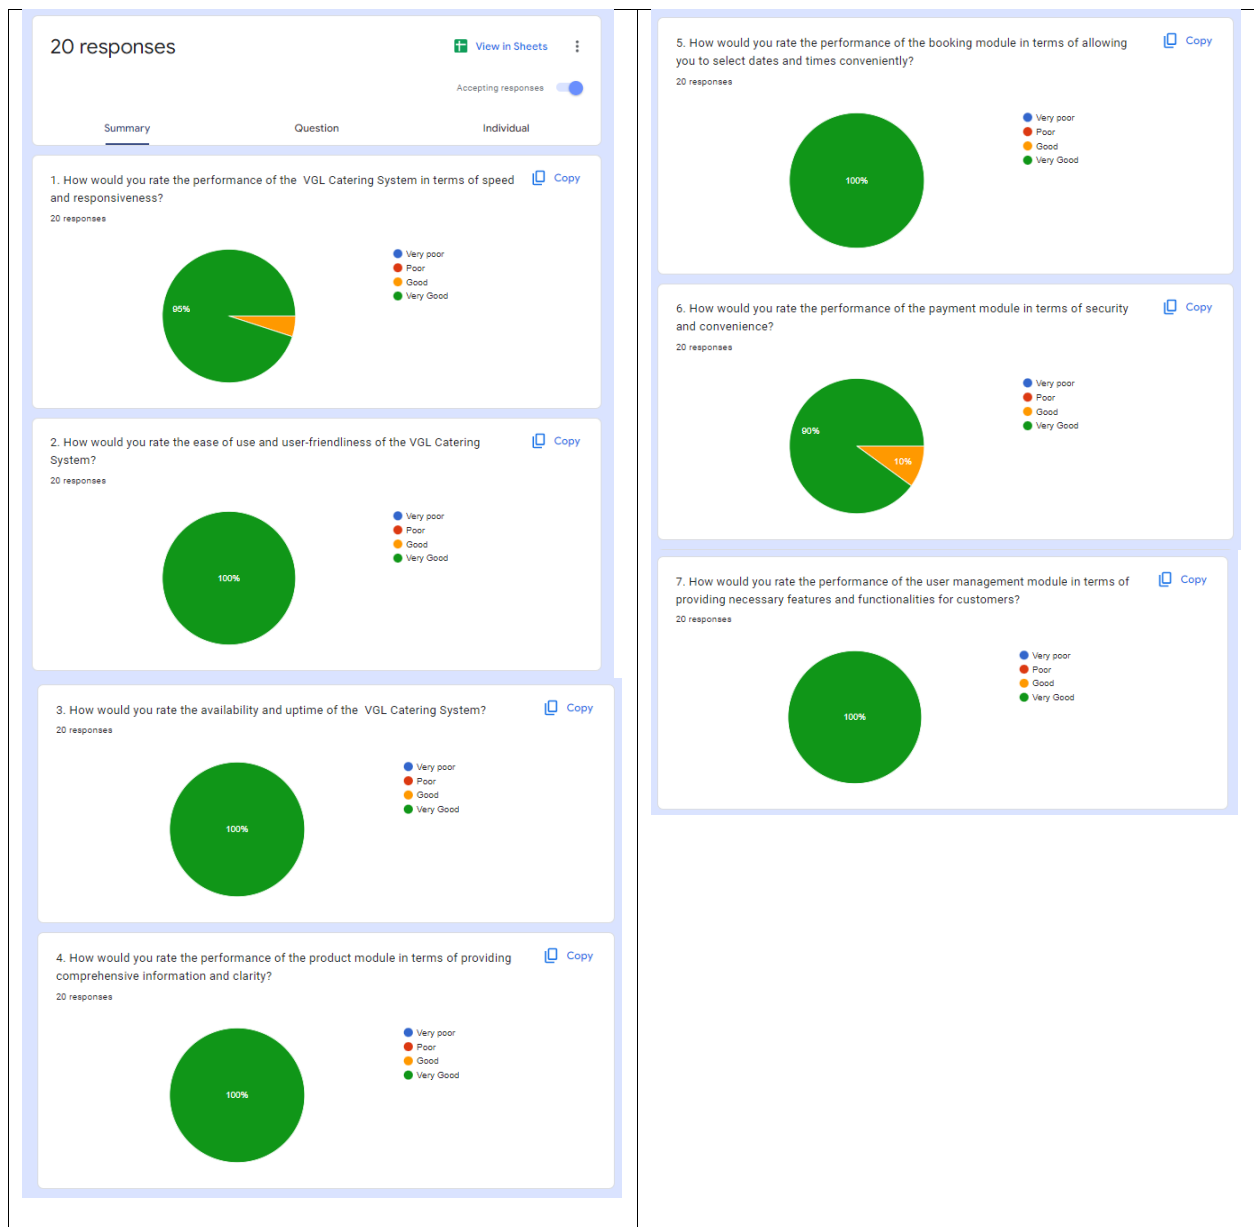 20 responses
View in Sheets
Accepting responses
Summary
Question
Individual
1. How would you rate the performance of the VGL Catering System in terms of speed
and responsiveness?
Copy
20 responses
95%
Very poor
Poor
Good
Very Good
2. How would you rate the ease of use and user-friendliness of the VGL Catering
System?
Copy
20 responses
100%
Very poor
Poor
Good
Very Good
3. How would you rate the availability and uptime of the VGL Catering System?
Copy
20 responses
100%
Very poor
Poor
Good
Very Good
4. How would you rate the performance of the product module in terms of providing
comprehensive information and clarity?
Copy
20 responses
100%
Very poor
Poor
Good
Very Good
5. How would you rate the performance of the booking module in terms of allowing
you to select dates and times conveniently?
Copy
20 responses
100%
Very poor
Poor
Good
Very Good
6. How would you rate the performance of the payment module in terms of security
and convenience?
Copy
20 responses
90%
10%
Very poor
Poor
Good
Very Good
7. How would you rate the performance of the user management module in terms of
providing necessary features and functionalities for customers?
Copy
20 responses
100%
Very poor
Poor
Good
Very Good